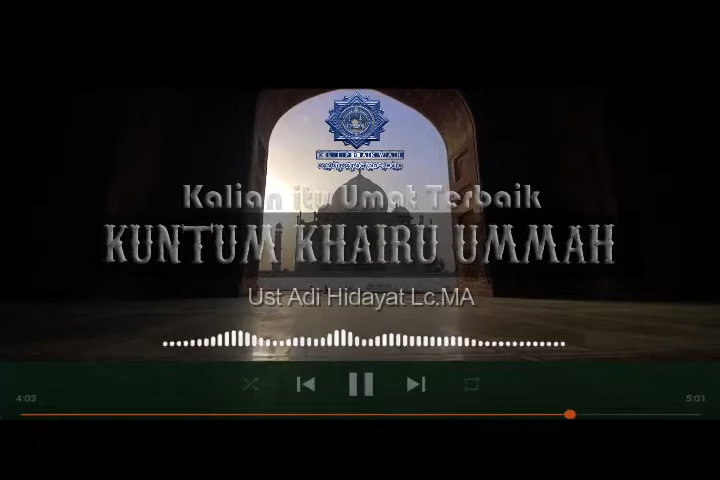 Kalian itu Umat Terbaik
KUNTUM KHAIRU UMMAH
Ust Adi Hidayat Lc.MA
4:03
5:01